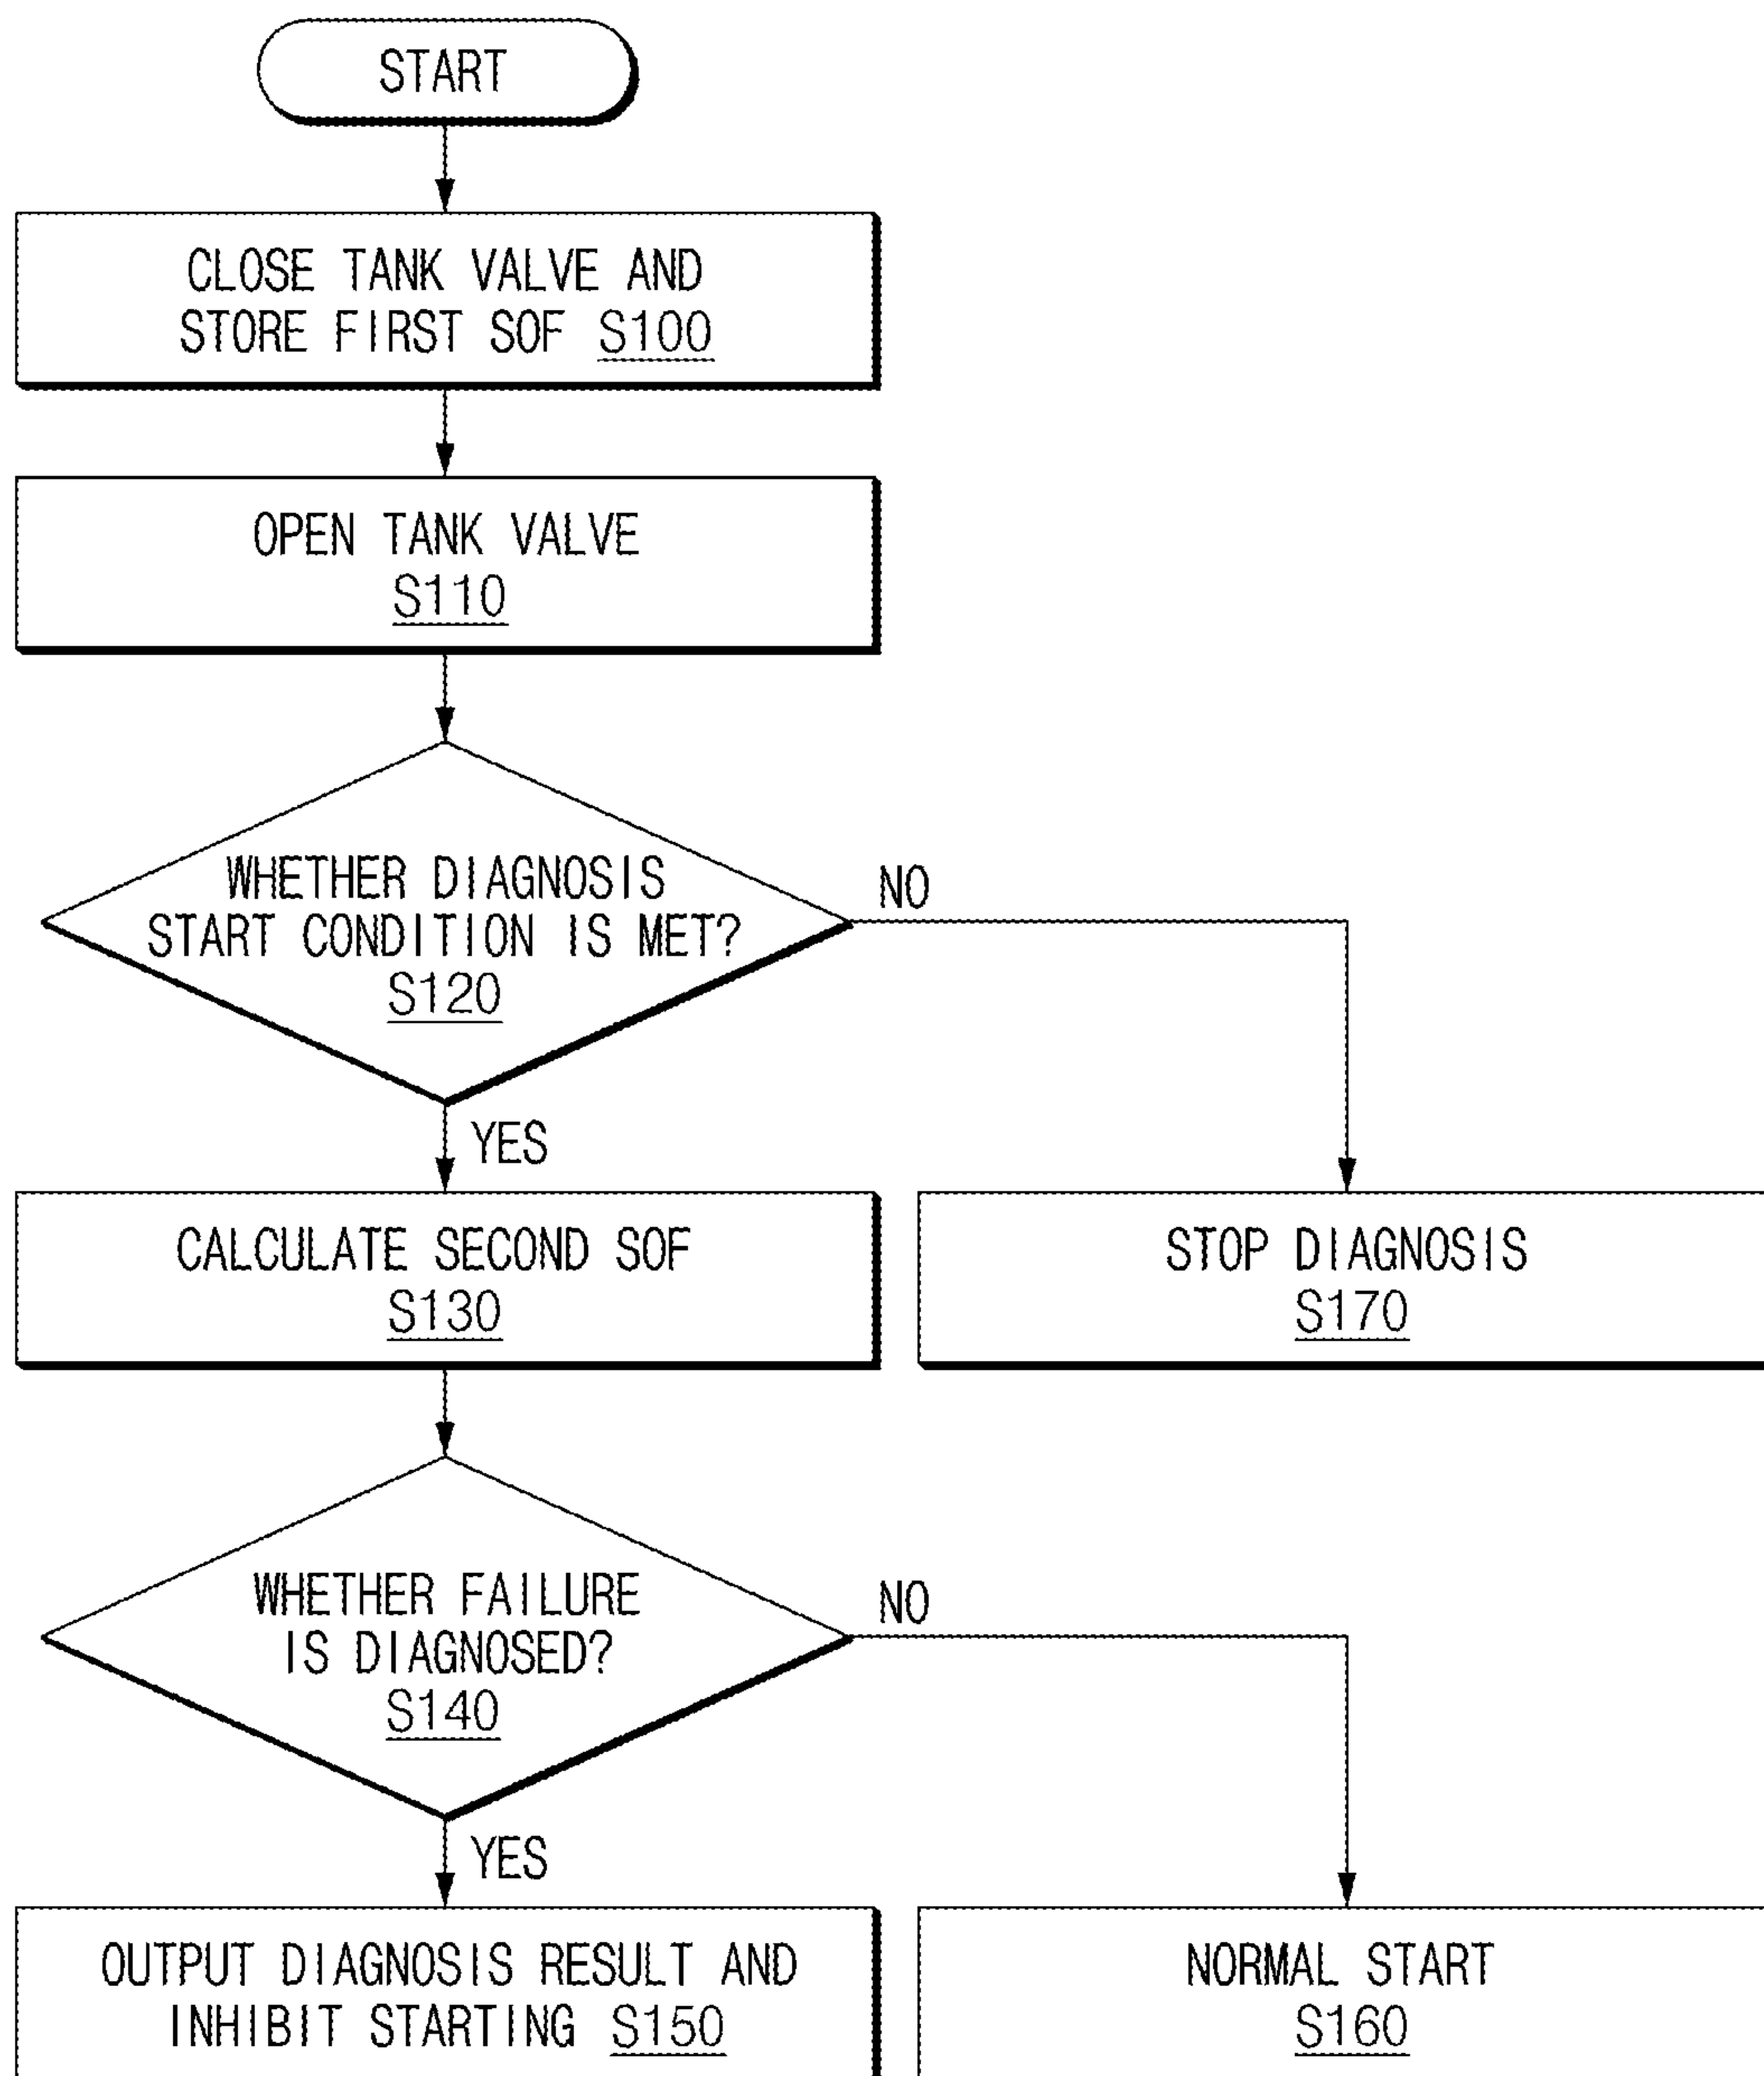 START
CLOSE TANK VALVE AND
STORE FIRST SOF S100
OPEN TANK VALVE
S110
WHETHER DIAGNOSIS
START CONDITION IS MET?
S120
NO
YES
CALCULATE SECOND SOF
S130
STOP DIAGNOSIS
S170
WHETHER FAILURE
IS DIAGNOSED?
S140
NO
YES
OUTPUT DIAGNOSIS RESULT AND
INHIBIT STARTING S150
NORMAL START
S160